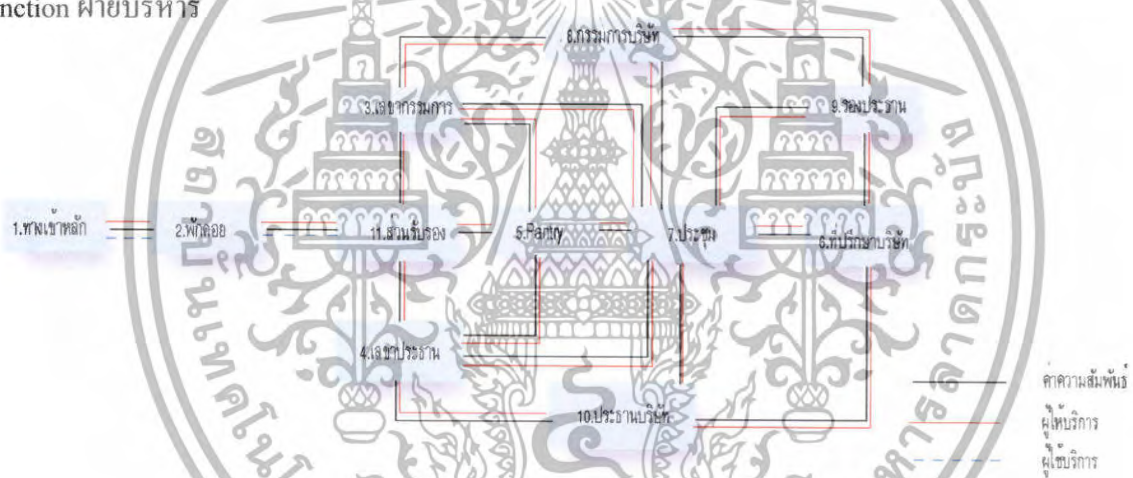 nction ฝ่ายบริหาร
8.กรรมการบริษัท
3.เลขากรรมการ
9.รองประธาน
1.ทางเข้าหลัก
2.พักคอย
11.ส่วนรับรอง
5.Pantry
7.ประชุม
6.ที่ปรึกษาบริษัท
4.เลขาประธาน
10.ประธานบริษัท
ค่าความสัมพันธ์
ผู้ให้บริการ
ผู้ใช้บริการ